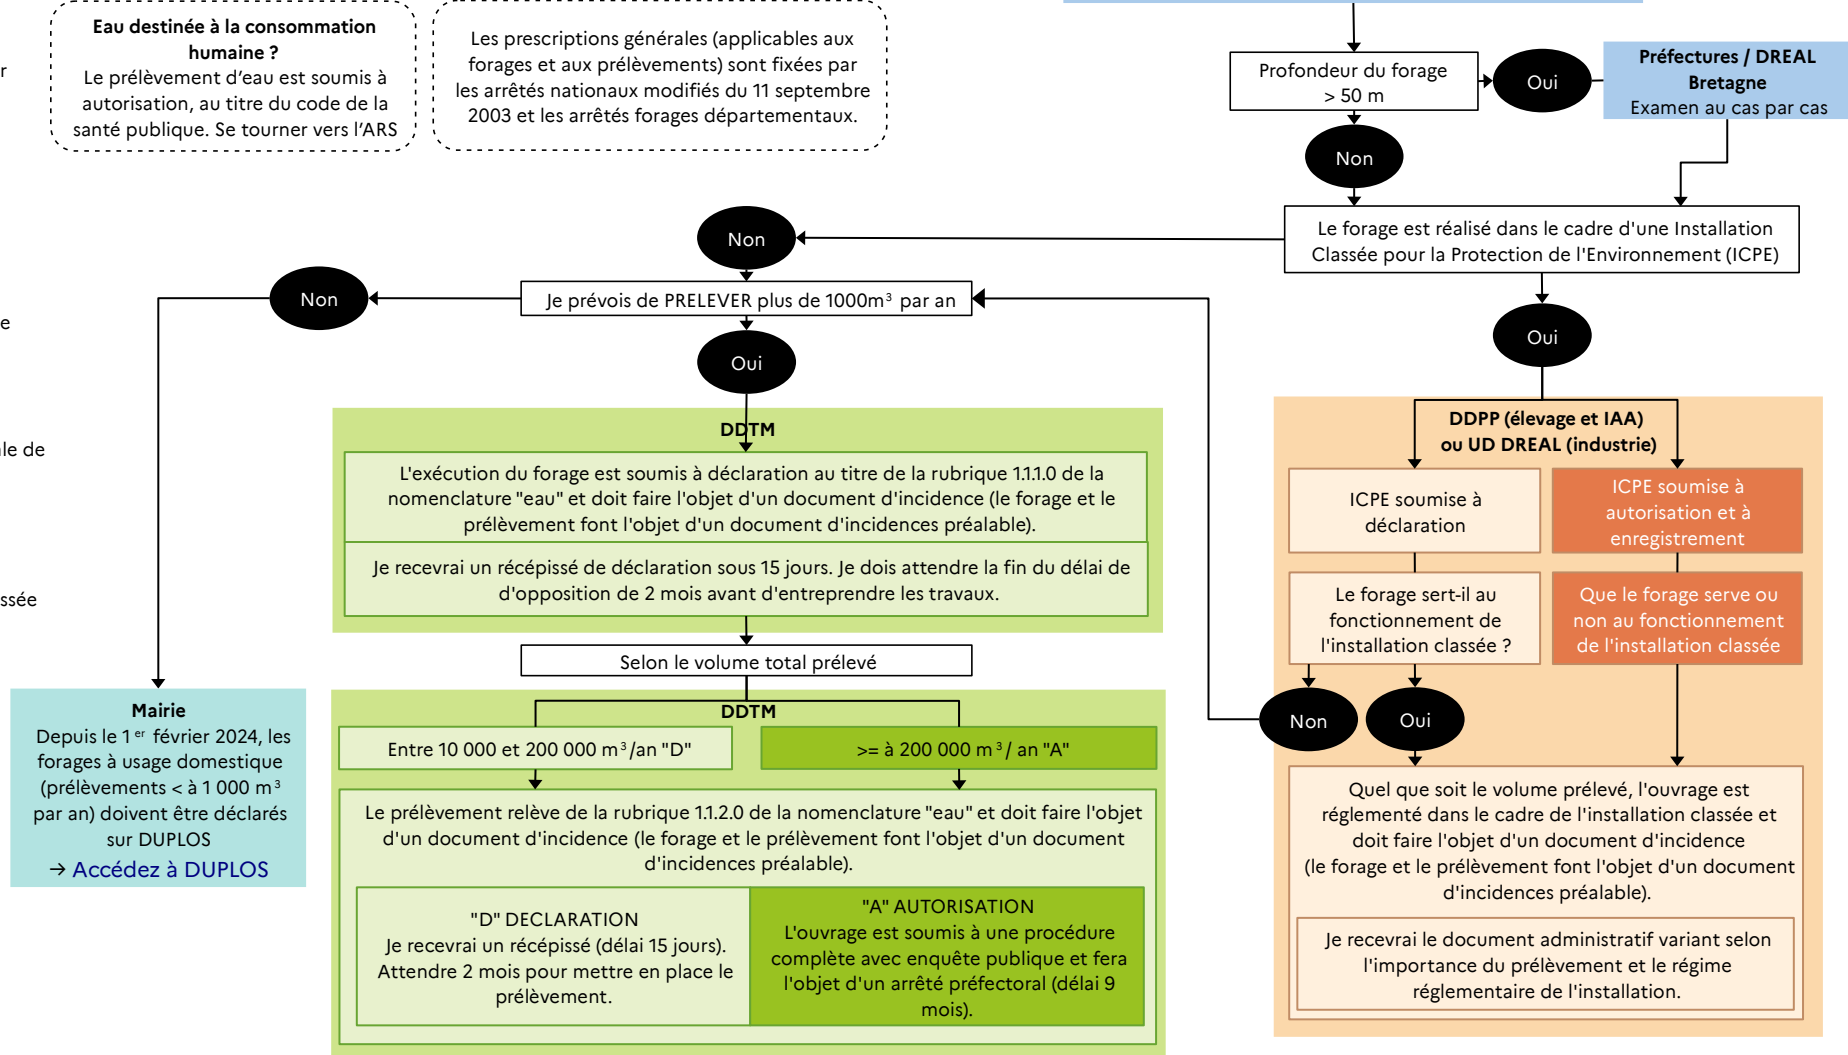 Eau destinée à la consommation
humaine ?
Le prélèvement d'eau est soumis à
autorisation, au titre du code de la
santé publique. Se tourner vers l'ARS
Les prescriptions générales (applicables aux
forages et aux prélèvements) sont fixées par
les arrêtés nationaux modifiés du 11 septembre
2003 et les arrêtés forages départementaux.
Profondeur du forage
> 50 m
Oui
Préfectures / DREAL
Bretagne
Examen au cas par cas
Non
Le forage est réalisé dans le cadre d'une Installation
Classée pour la Protection de l'Environnement (ICPE)
Non
Je prévois de PRELEVER plus de 1000m³ par an
Non
Oui
Oui
r
e
le de
ssée
DDTM
L'exécution du forage est soumis à déclaration au titre de la rubrique 1.1.1.0 de la
nomenclature "eau" et doit faire l'objet d'un document d'incidence (le forage et le
prélèvement font l'objet d'un document d'incidences préalable).
Je recevrai un récépissé de déclaration sous 15 jours. Je dois attendre la fin du délai de
d'opposition de 2 mois avant d'entreprendre les travaux.
Selon le volume total prélevé
DDTM
Entre 10 000 et 200 000 m³/an "D"
>= à 200 000 m³ / an "A"
Le prélèvement relève de la rubrique 1.1.2.0 de la nomenclature "eau" et doit faire l'objet
d'un document d'incidence (le forage et le prélèvement font l'objet d'un document
d'incidences préalable).
"D" DECLARATION
Je recevrai un récépissé (délai 15 jours).
Attendre 2 mois pour mettre en place le
prélèvement.
"A" AUTORISATION
L'ouvrage est soumis à une procédure
complète avec enquête publique et fera
l'objet d'un arrêté préfectoral (délai 9
mois).
Mairie
Depuis le 1er février 2024, les
forages à usage domestique
(prélèvements < à 1 000 m³
par an) doivent être déclarés
sur DUPLOS
→ Accédez à DUPLOS
DDPP (élevage et IAA)
ou UD DREAL (industrie)
ICPE soumise à
déclaration
ICPE soumise à
autorisation et à
enregistrement
Le forage sert-il au
fonctionnement de
l'installation classée ?
Que le forage serve ou
non au fonctionnement
de l'installation classée
Non
Oui
Quel que soit le volume prélevé, l'ouvrage est
réglementé dans le cadre de l'installation classée et
doit faire l'objet d'un document d'incidence
(le forage et le prélèvement font l'objet d'un document
d'incidences préalable).
Je recevrai le document administratif variant selon
l'importance du prélèvement et le régime
réglementaire de l'installation.